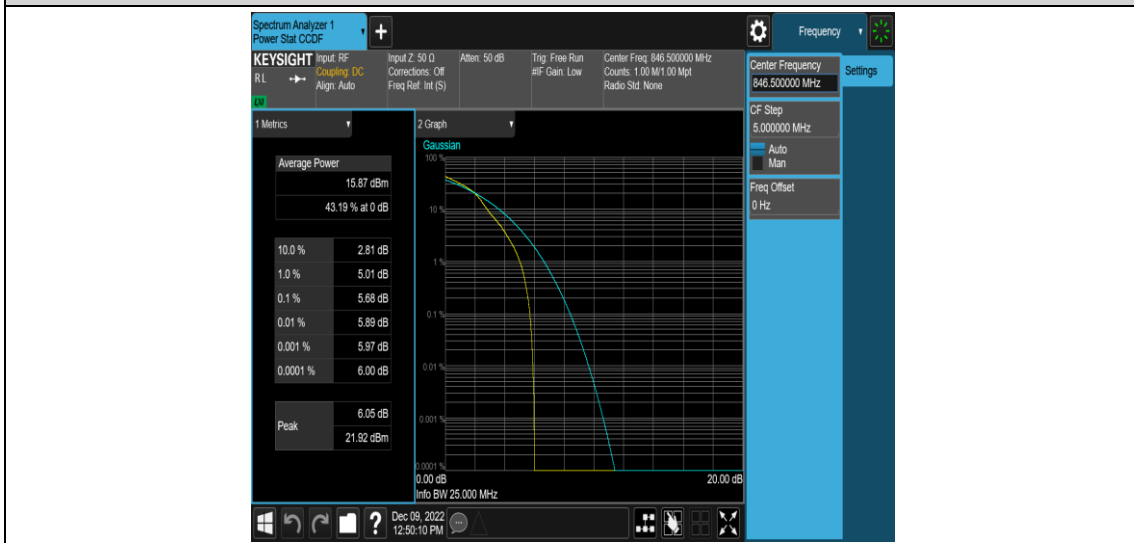 Spectrum Analyzer 1
Power Stat CCDF
+
Frequency
KEYSIGHT
RL
LXI
Input: RF
Coupling: DC
Align: Auto
Input Z: 50 Ω
Corrections: Off
Freq Ref: Int (S)
Atten: 50 dB
Trig: Free Run
#IF Gain: Low
Center Freq: 846.500000 MHz
Counts: 1.00 M/1.00 Mpt
Radio Std: None
Center Frequency
846.500000 MHz
Settings
CF Step
5.000000 MHz
Auto
Man
Freq Offset
0 Hz
1 Metrics
Average Power
15.87 dBm
43.19 % at 0 dB
10.0 % 2.81 dB
1.0 % 5.01 dB
0.1 % 5.68 dB
0.01 % 5.89 dB
0.001 % 5.97 dB
0.0001 % 6.00 dB
Peak
6.05 dB
21.92 dBm
2 Graph
Gaussian
100 %
10 %
1 %
0.1 %
0.01 %
0.001 %
0.0001 %
0.00 dB 20.00 dB
Info BW 25.000 MHz
?
Dec 09, 2022
12:50:10 PM